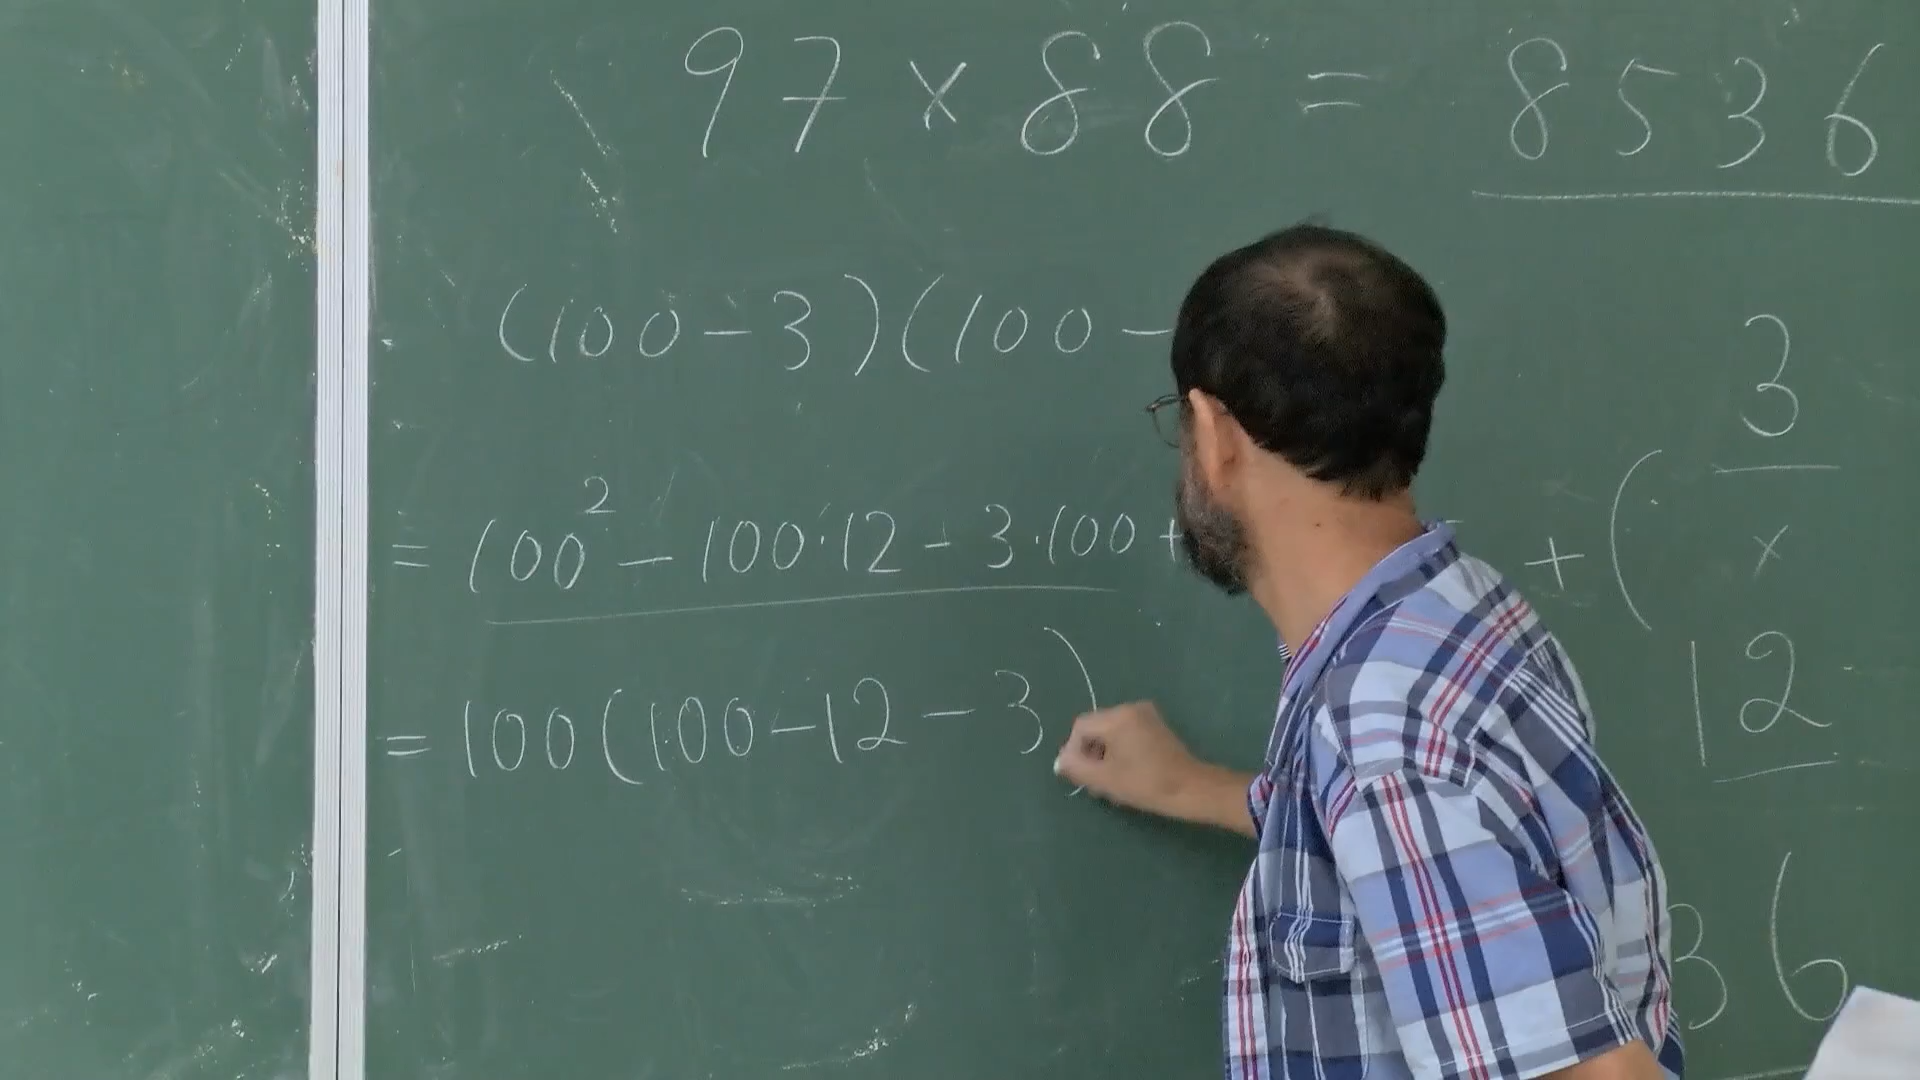 97 × 88 = 8536
(100 - 3)(100 -
= 100² - 100·12 - 3·100 +
= 100(100 - 12 - 3)
3
+ ( ×
12
36